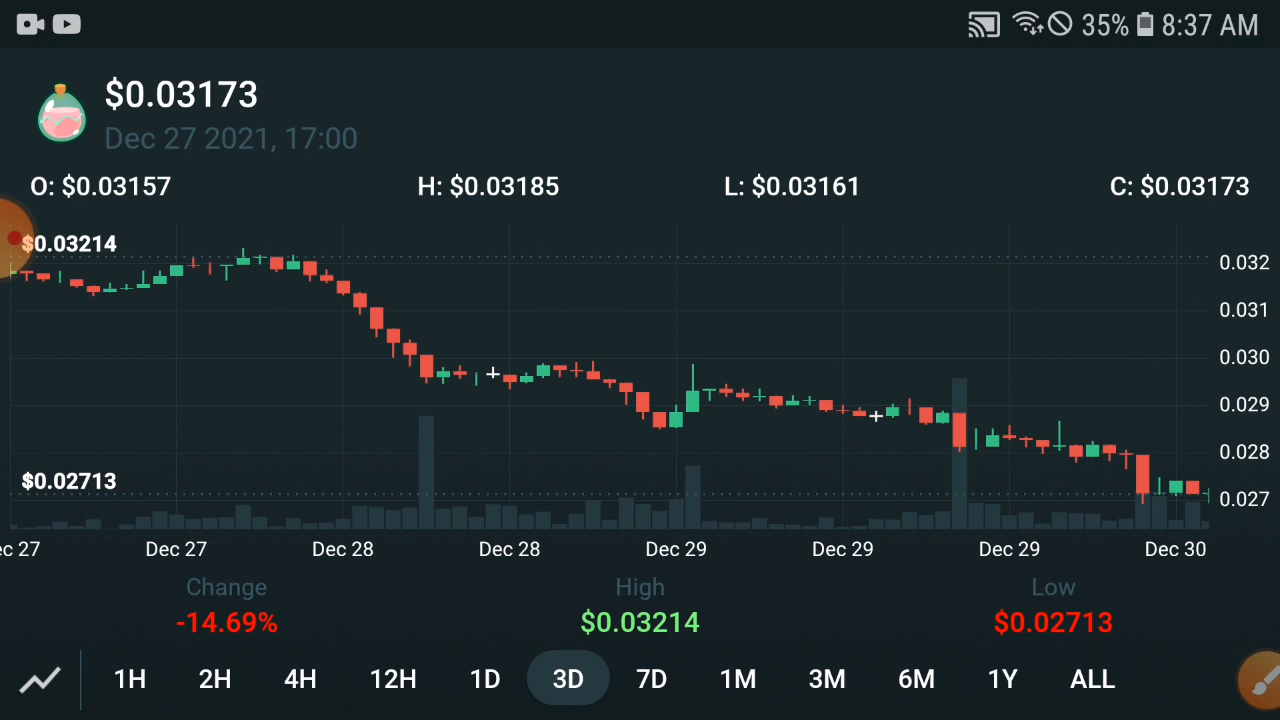 35% 8:37 AM
$0.03173
Dec 27 2021, 17:00
O: $0.03157 H: $0.03185 L: $0.03161 C: $0.03173
$0.03214
0.032
0.031
0.030
0.029
0.028
$0.02713
0.027
ec 27 Dec 27 Dec 28 Dec 28 Dec 29 Dec 29 Dec 29 Dec 30
Change High Low
-14.69% $0.03214 $0.02713
1H 2H 4H 12H 1D 3D 7D 1M 3M 6M 1Y ALL